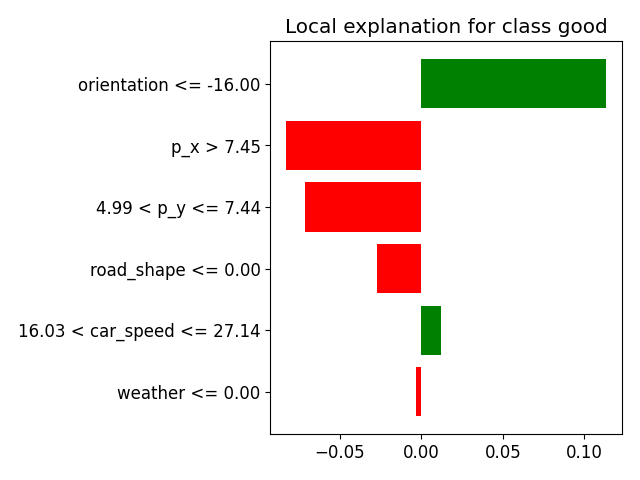 Local explanation for class good
orientation <= -16.00
p_x > 7.45
4.99 < p_y <= 7.44
road_shape <= 0.00
16.03 < car_speed <= 27.14
weather <= 0.00
−0.05 0.00 0.05 0.10